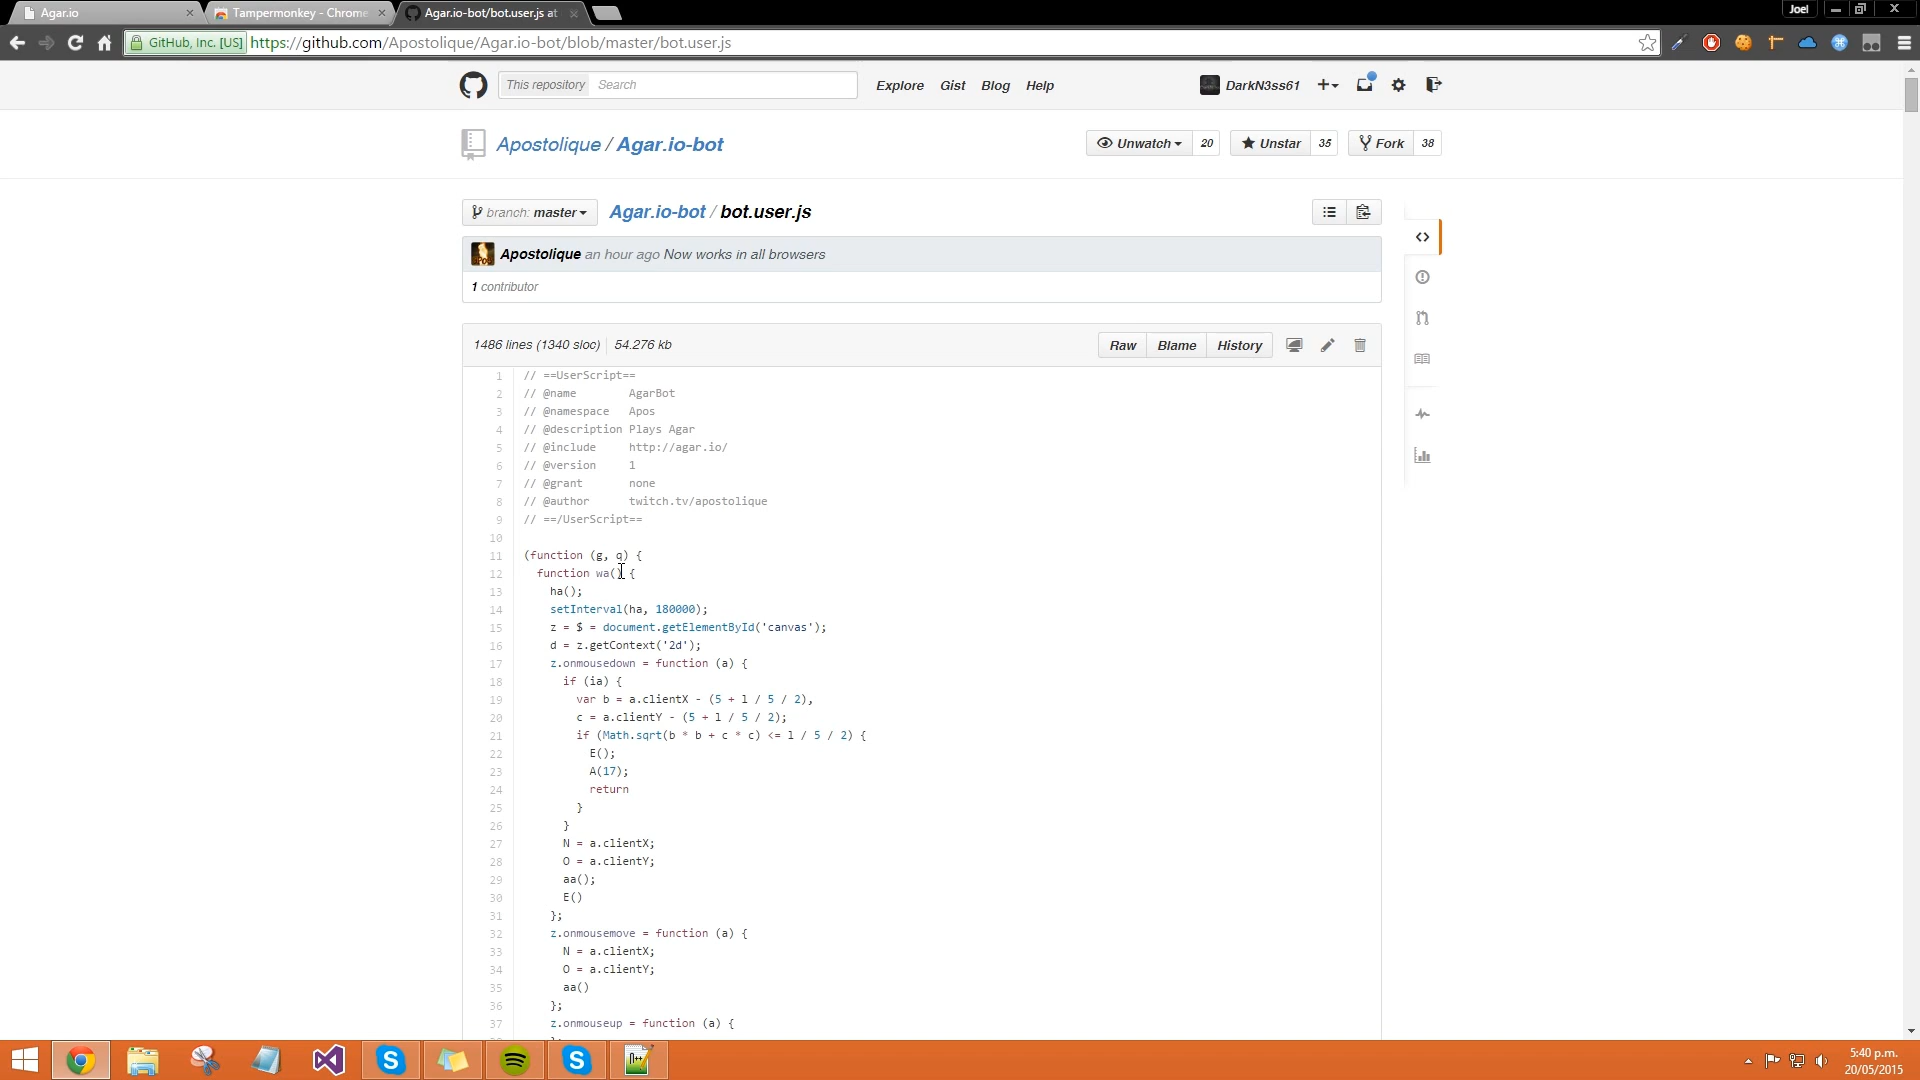 Agar.io
Tampermonkey - Chrome
Agar.io-bot/bot.user.js at
Joel
GitHub, Inc. [US] https://github.com/Apostolique/Agar.io-bot/blob/master/bot.user.js
This repository Search
Explore Gist Blog Help
DarkN3ss61
Apostolique / Agar.io-bot
Unwatch 20
Unstar 35
Fork 38
branch: master
Agar.io-bot / bot.user.js
Apostolique an hour ago Now works in all browsers
1 contributor
1486 lines (1340 sloc) 54.276 kb
Raw Blame History
1 // ==UserScript==
2 // @name AgarBot
3 // @namespace Apos
4 // @description Plays Agar
5 // @include http://agar.io/
6 // @version 1
7 // @grant none
8 // @author twitch.tv/apostolique
9 // ==/UserScript==
10
11 (function (g, q) {
12 function wa() {
13 ha();
14 setInterval(ha, 180000);
15 z = $ = document.getElementById('canvas');
16 d = z.getContext('2d');
17 z.onmousedown = function (a) {
18 if (ia) {
19 var b = a.clientX - (5 + l / 5 / 2),
20 c = a.clientY - (5 + l / 5 / 2);
21 if (Math.sqrt(b * b + c * c) <= l / 5 / 2) {
22 E();
23 A(17);
24 return
25 }
26 }
27 N = a.clientX;
28 O = a.clientY;
29 aa();
30 E()
31 };
32 z.onmousemove = function (a) {
33 N = a.clientX;
34 O = a.clientY;
35 aa()
36 };
37 z.onmouseup = function (a) {
5:40 p.m.
20/05/2015